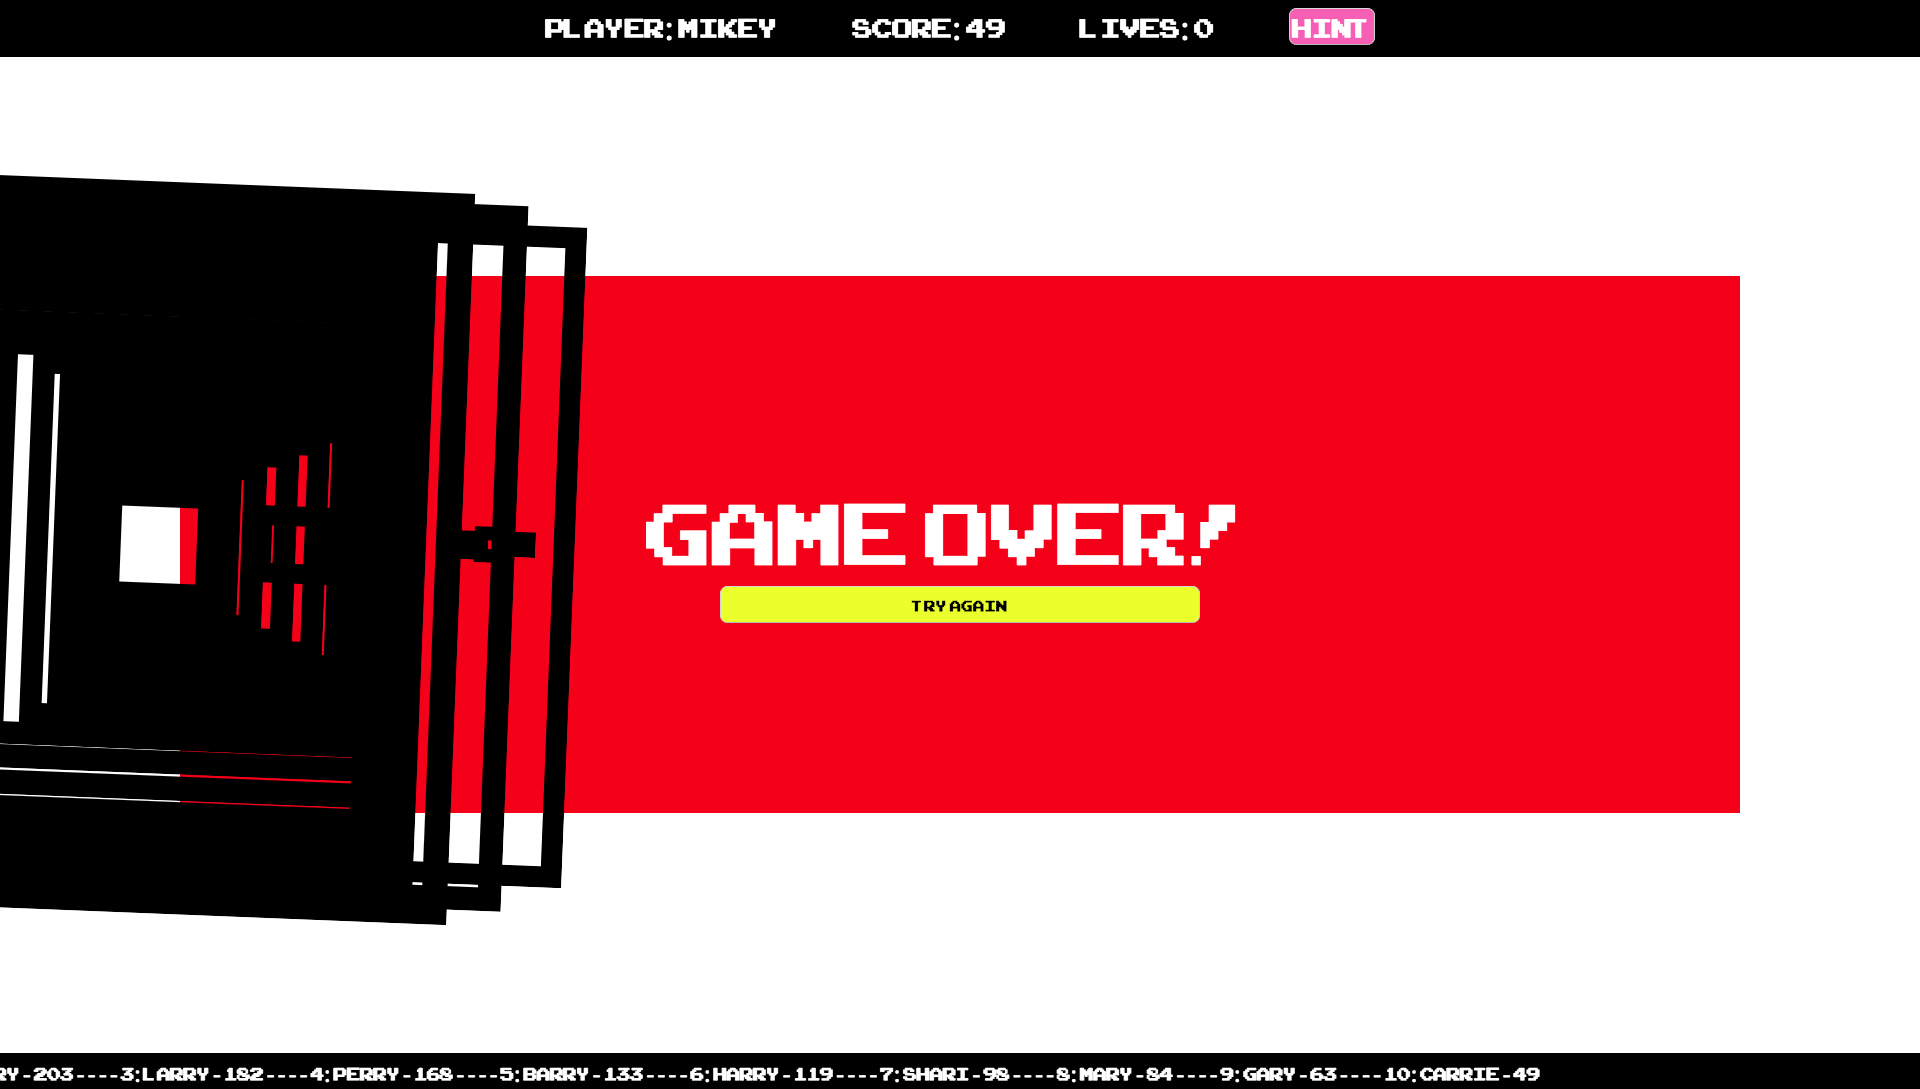 PLAYER:MIKEY SCORE:49 LIVES:0 HINT
GAME OVER!
TRY AGAIN
RY-203----3:LARRY-182----4:PERRY-168----5:BARRY-133----6:HARRY-119----7:SHARI-98----8:MARY-84----9:GARY-63----10:CARRIE-49